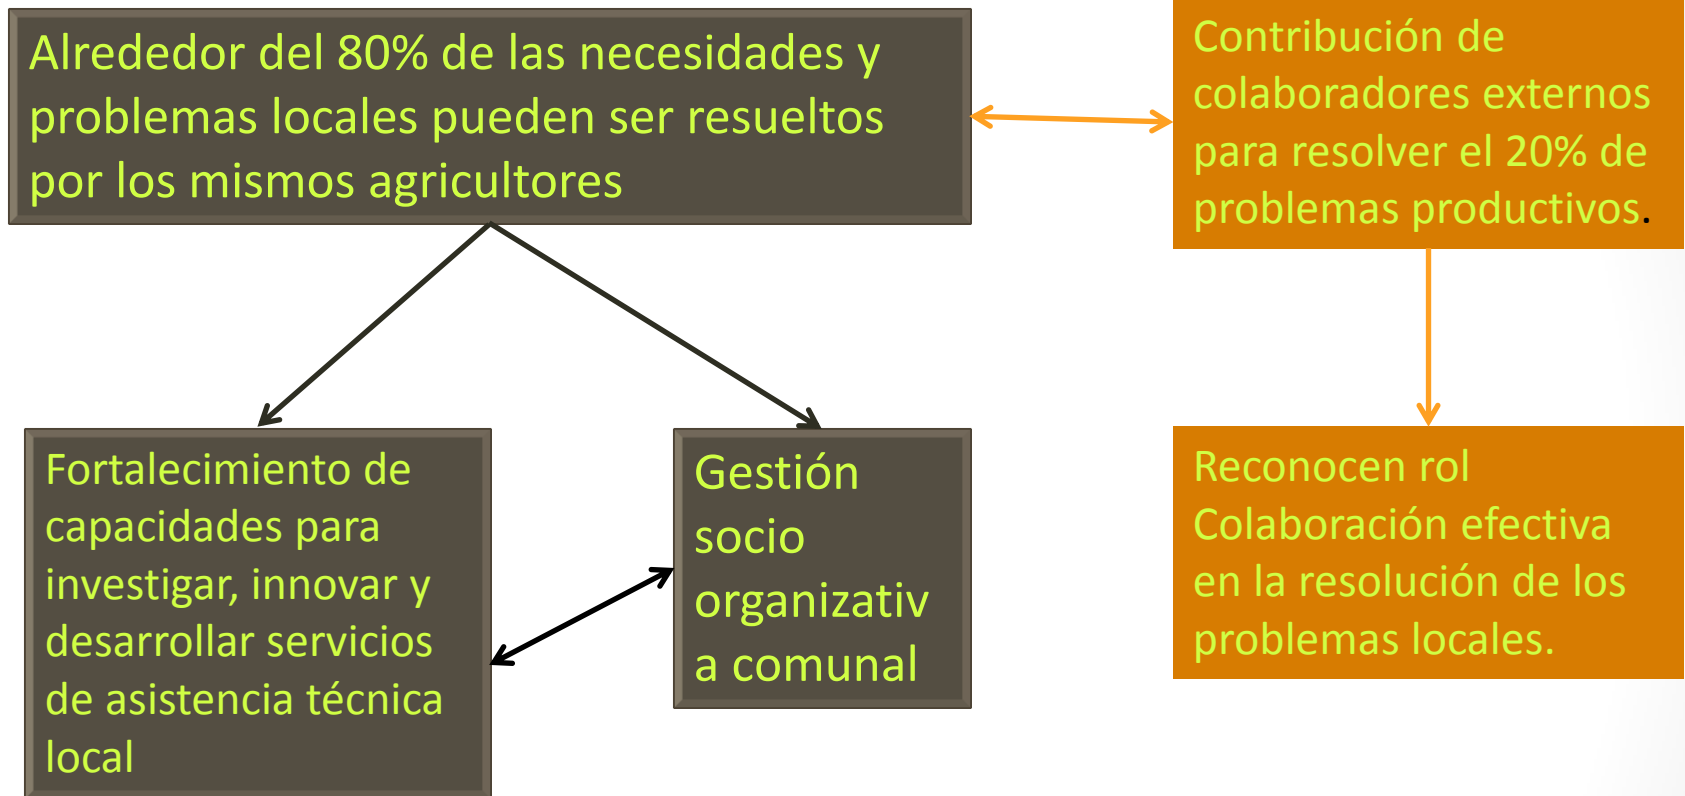 Alrededor del 80% de las necesidades y
problemas locales pueden ser resueltos
por los mismos agricultores
Contribución de
colaboradores externos
para resolver el 20% de
problemas productivos.
Fortalecimiento de
capacidades para
investigar, innovar y
desarrollar servicios
de asistencia técnica
local
Gestión
socio
organizativ
a comunal
Reconocen rol
Colaboración efectiva
en la resolución de los
problemas locales.